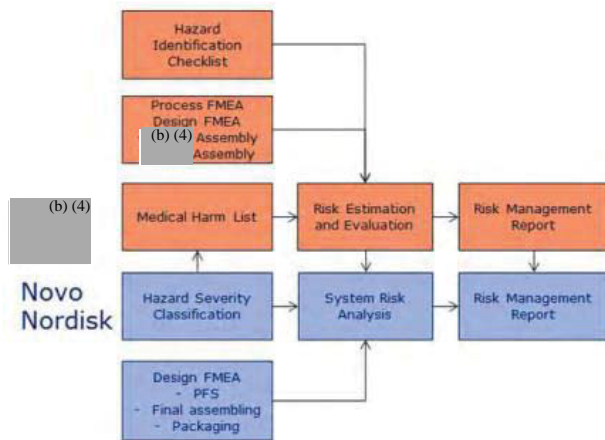 Hazard
Identification
Checklist
Process FMEA
Design FMEA
(b) (4) Assembly
Assembly
(b) (4)
Medical Harm List
Risk Estimation
and Evaluation
Risk Management
Report
Novo
Nordisk
Hazard Severity
Classification
System Risk
Analysis
Risk Management
Report
Design FMEA
- PFS
- Final assembling
- Packaging